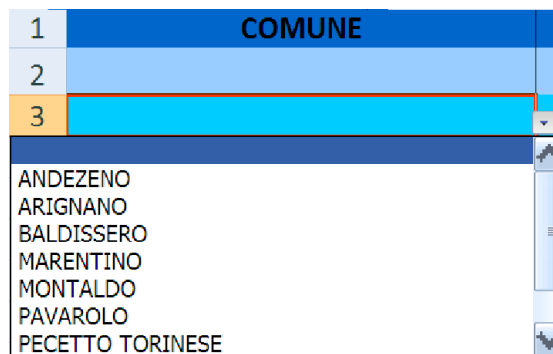 1 COMUNE
2
3
ANDEZENO
ARIGNANO
BALDISSERO
MARENTINO
MONTALDO
PAVAROLO
PECETTO TORINESE